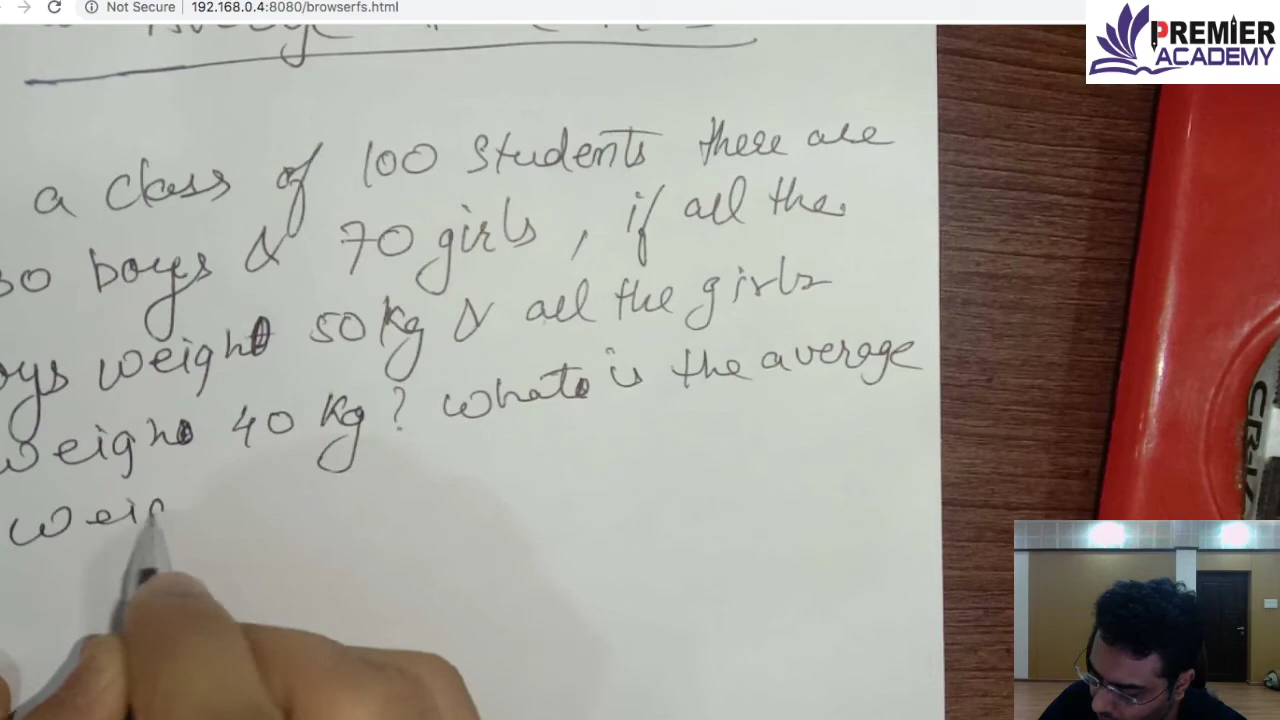 Not Secure 192.168.0.4:8080/browserfs.html
PREMIER
ACADEMY
a class of 100 students there are
30 boys & 70 girls, if all the
boys weight 50 kg & all the girls
weigh 40 kg? What is the average
weig
CR-V